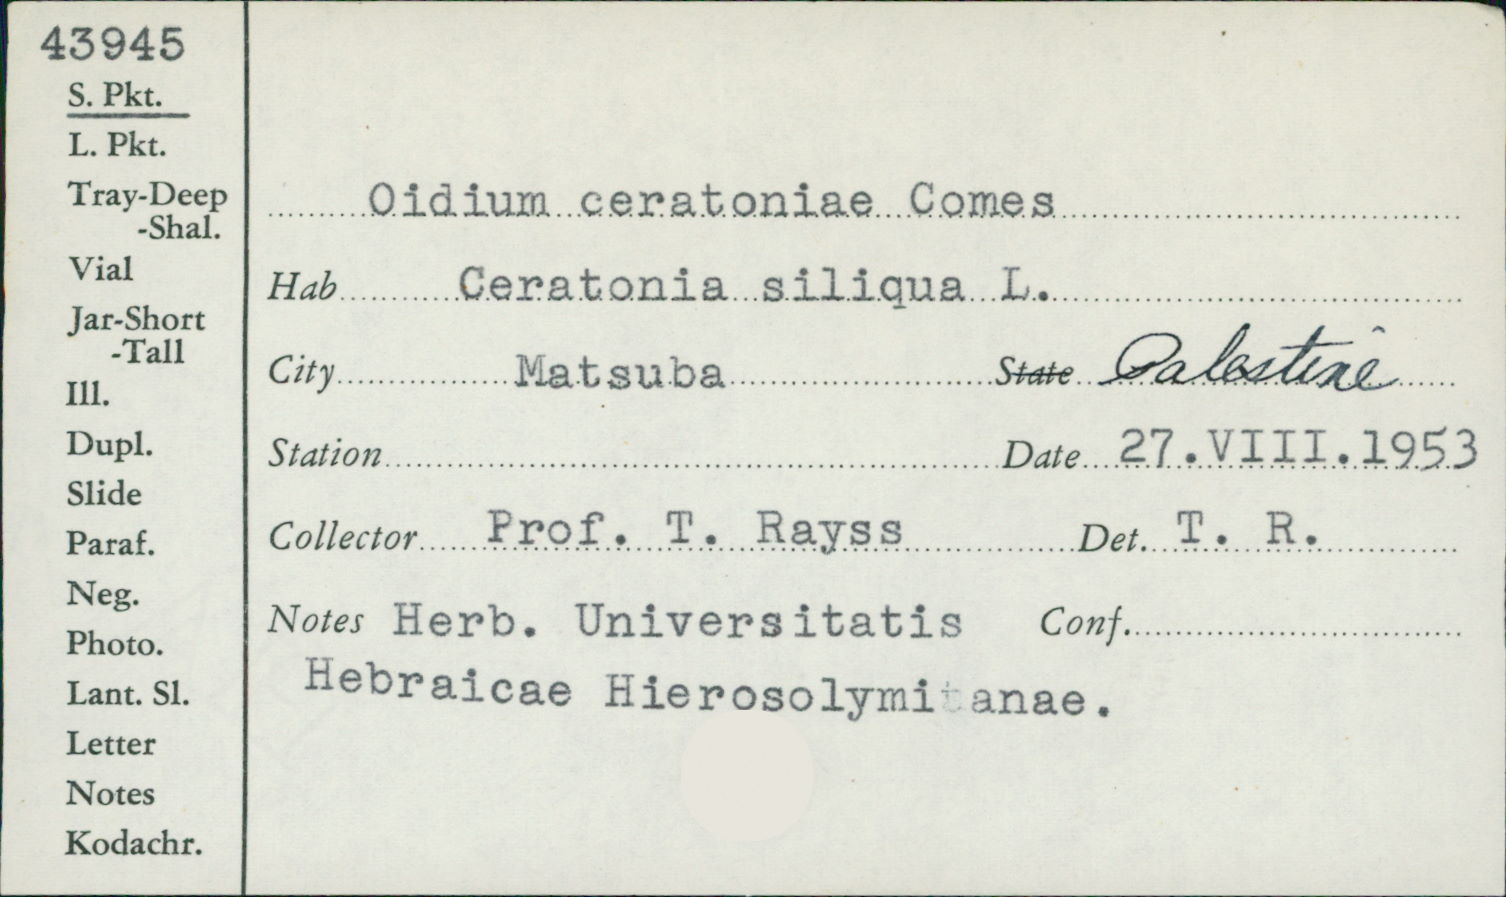 43945
S. Pkt.
L. Pkt.
Tray-Deep
-Shal.
Vial
Jar-Short
-Tall
Ill.
Dupl.
Slide
Paraf.
Neg.
Photo.
Lant. Sl.
Letter
Notes
Kodachr.
Oidium ceratoniae Comes
Hab Ceratonia siliqua L.
City Matsuba State Palestine
Station Date 27.VIII.1953
Collector Prof. T. Rayss Det. T. R.
Notes Herb. Universitatis Conf.
Hebraicae Hierosolymitanae.